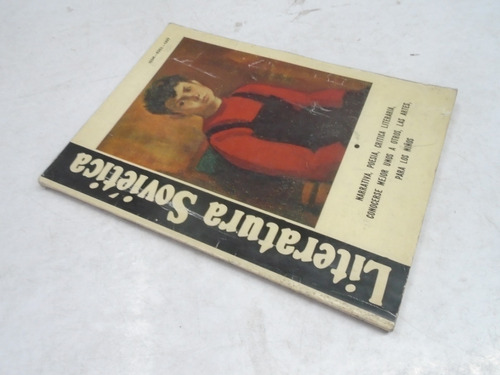 Literatura Soviética
NARRATIVA, POESIA, CRITICA LITERARIA,
CONOCERSE MEJOR UNOS A OTROS, LAS ARTES,
PARA LOS NIÑOS